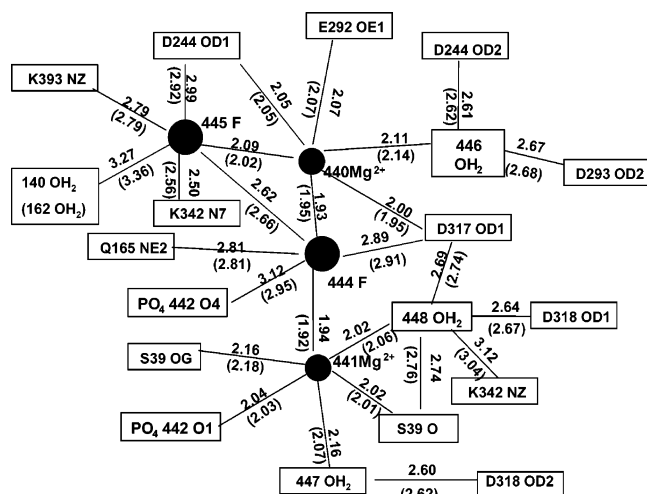 E292 OE1
D244 OD1
D244 OD2
K393 NZ
2.99
(2.92)
2.05
(2.05)
2.07
(2.07)
2.61
(2.62)
2.79
(2.79)
445 F
2.09
(2.02)
2.11
(2.14)
446
OH2
2.67
(2.68)
D293 OD2
440Mg2+
3.27
(3.36)
140 OH2
(162 OH2)
2.50
(2.56)
K342 N7
2.62
(2.66)
1.93
(1.95)
2.00
(1.95)
D317 OD1
Q165 NE2
2.81
(2.81)
2.89
(2.91)
444 F
3.12
(2.95)
PO4 442 O4
2.69
(2.74)
1.94
(1.92)
448 OH2
2.64
(2.67)
D318 OD1
2.02
(2.06)
S39 OG
2.16
(2.18)
441Mg2+
2.74
(2.76)
3.12
(3.04)
K342 NZ
2.04
(2.03)
2.02
(2.01)
PO4 442 O1
S39 O
2.16
(2.07)
447 OH2
2.60
(2.62)
D318 OD2